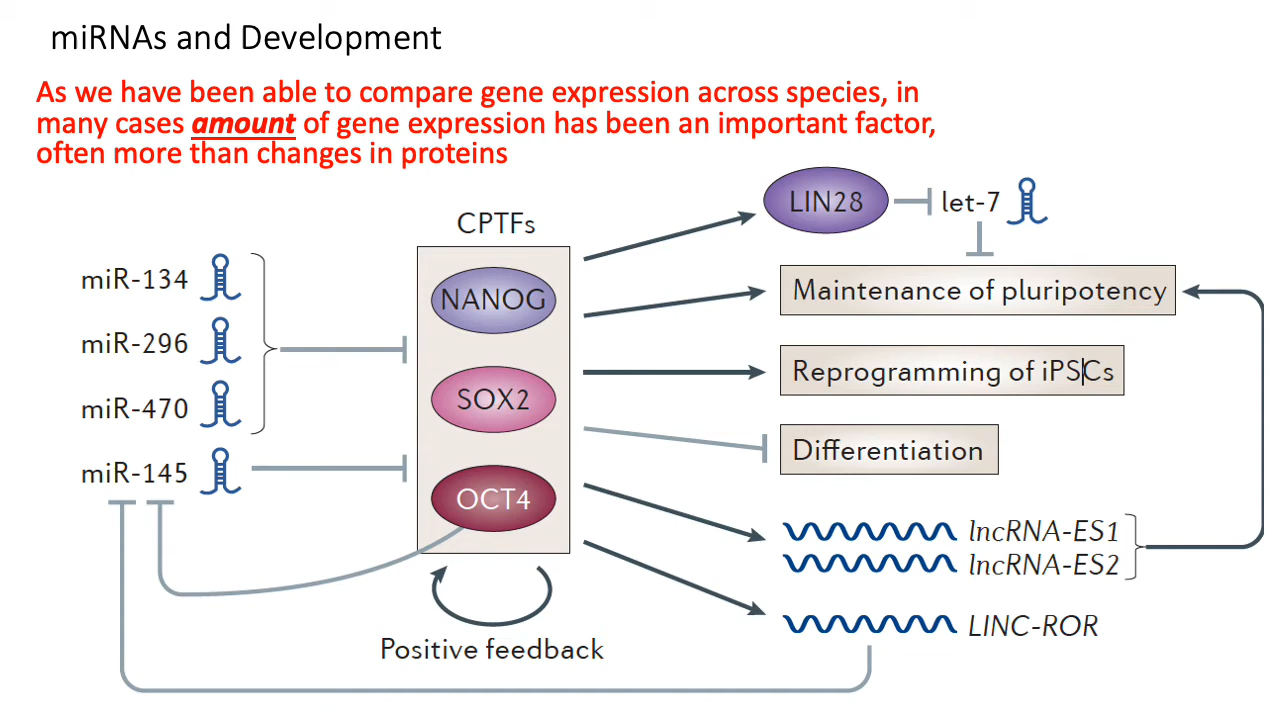 miRNAs and Development
As we have been able to compare gene expression across species, in
many cases amount of gene expression has been an important factor,
often more than changes in proteins
miR-134
miR-296
miR-470
miR-145
CPTFs
NANOG
SOX2
OCT4
Positive feedback
LIN28
let-7
Maintenance of pluripotency
Reprogramming of iPSCs
Differentiation
lncRNA-ES1
lncRNA-ES2
LINC-ROR